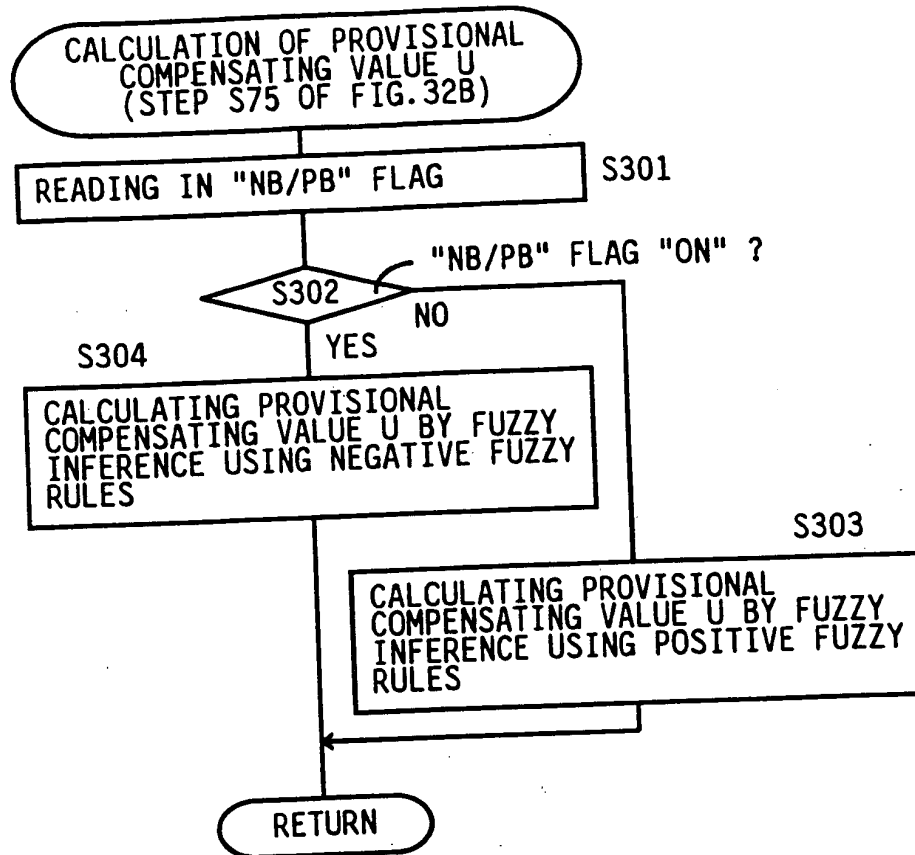 CALCULATION OF PROVISIONAL
COMPENSATING VALUE U
(STEP S75 OF FIG.32B)
READING IN "NB/PB" FLAG
S301
"NB/PB" FLAG "ON" ?
S302
NO
YES
S304
CALCULATING PROVISIONAL
COMPENSATING VALUE U BY FUZZY
INFERENCE USING NEGATIVE FUZZY
RULES
S303
CALCULATING PROVISIONAL
COMPENSATING VALUE U BY FUZZY
INFERENCE USING POSITIVE FUZZY
RULES
RETURN